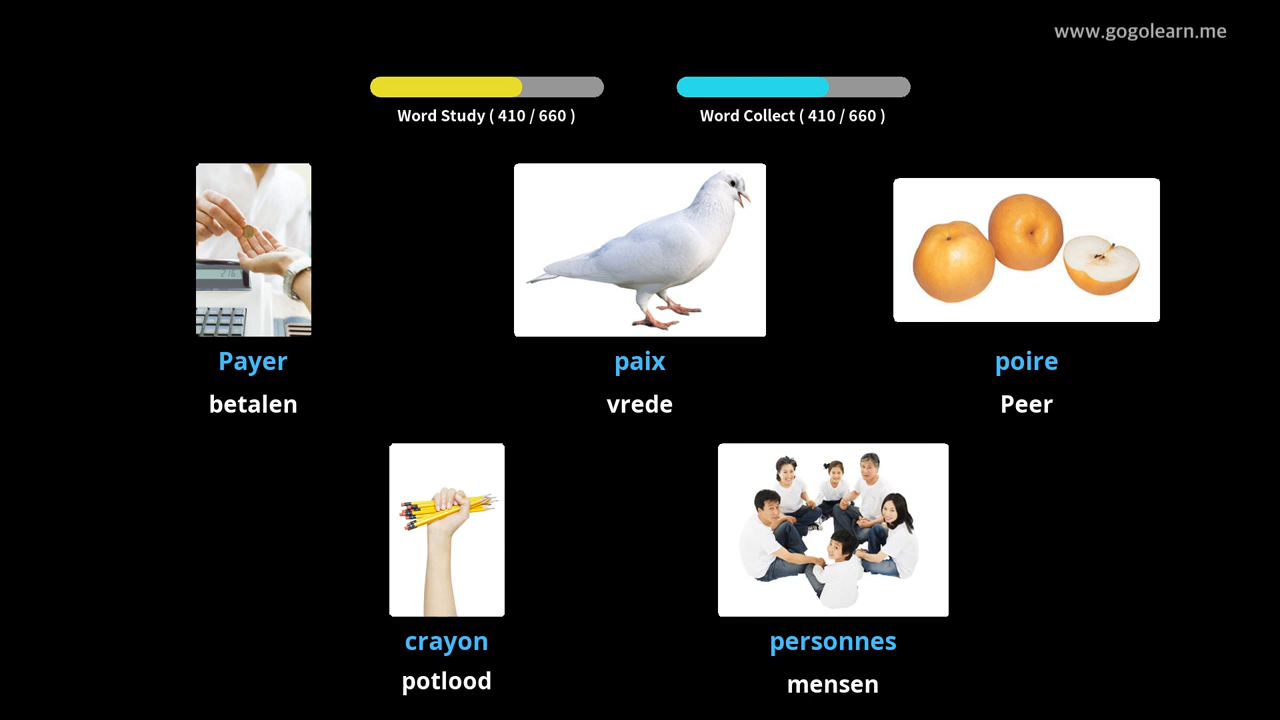 www.gogolearn.me
Word Study ( 410 / 660 )
Word Collect ( 410 / 660 )
Payer
betalen
paix
vrede
poire
Peer
crayon
potlood
personnes
mensen